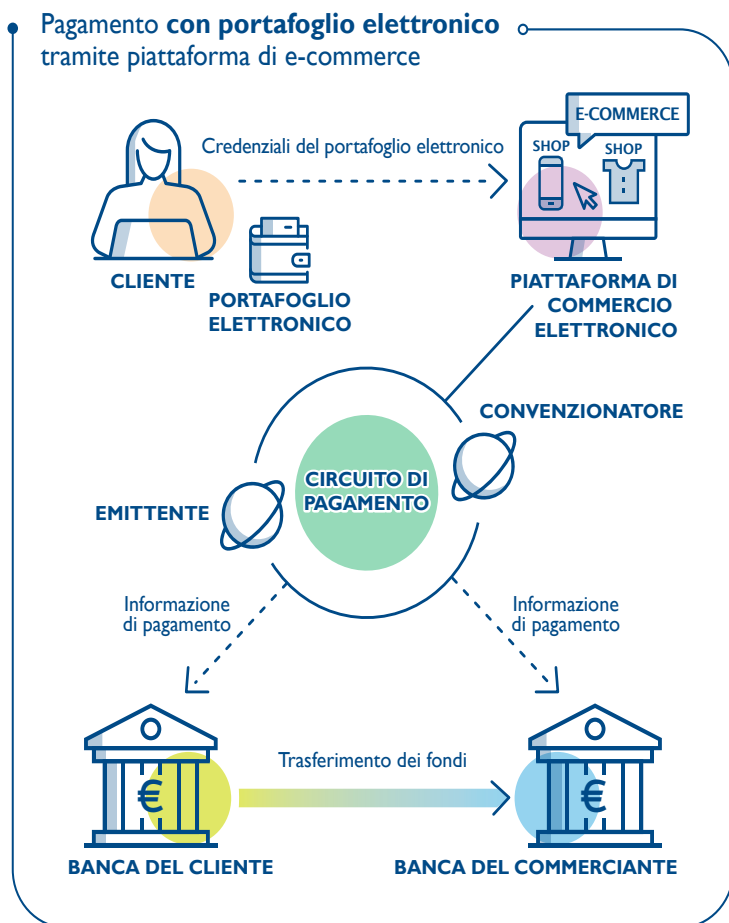 Pagamento con portafoglio elettronico
tramite piattaforma di e-commerce
E-COMMERCE
SHOP
SHOP
Credenziali del portafoglio elettronico
CLIENTE
PORTAFOGLIO
ELETTRONICO
PIATTAFORMA DI
COMMERCIO
ELETTRONICO
CONVENZIONATORE
CIRCUITO DI
PAGAMENTO
EMITTENTE
Informazione
di pagamento
Informazione
di pagamento
Trasferimento dei fondi
€
€
BANCA DEL CLIENTE
BANCA DEL COMMERCIANTE